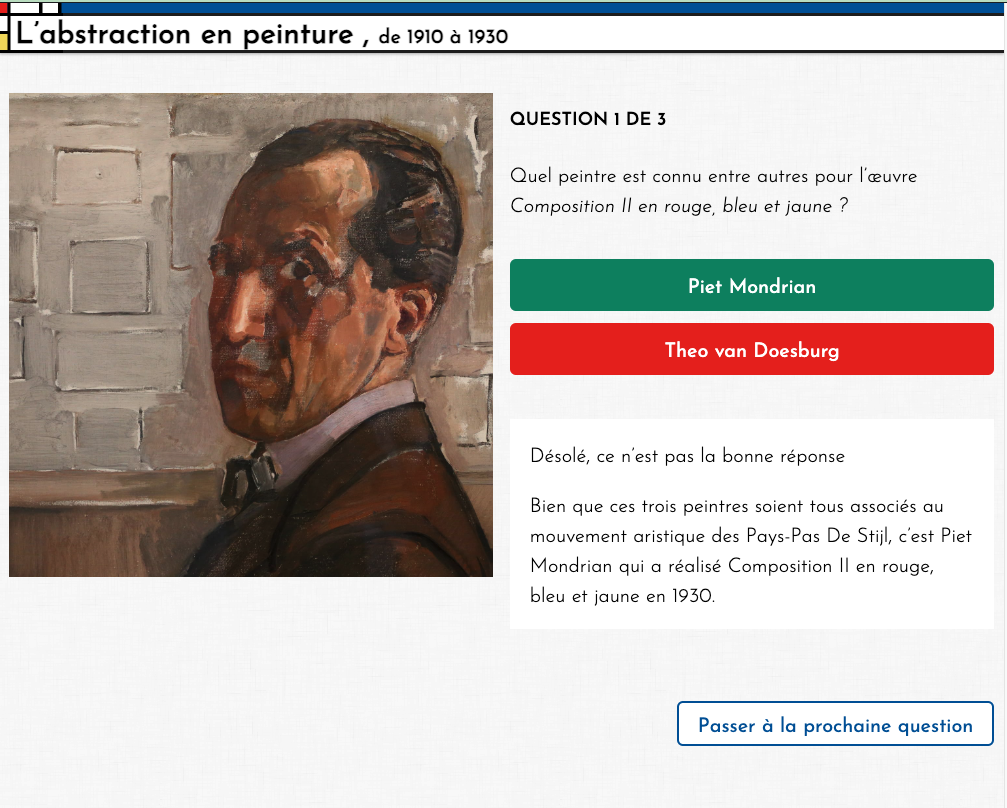 L'abstraction en peinture , de 1910 à 1930
QUESTION 1 DE 3
Quel peintre est connu entre autres pour l'œuvre
Composition II en rouge, bleu et jaune ?
Piet Mondrian
Theo van Doesburg
Désolé, ce n'est pas la bonne réponse
Bien que ces trois peintres soient tous associés au
mouvement aristique des Pays-Pas De Stijl, c'est Piet
Mondrian qui a réalisé Composition II en rouge,
bleu et jaune en 1930.
Passer à la prochaine question